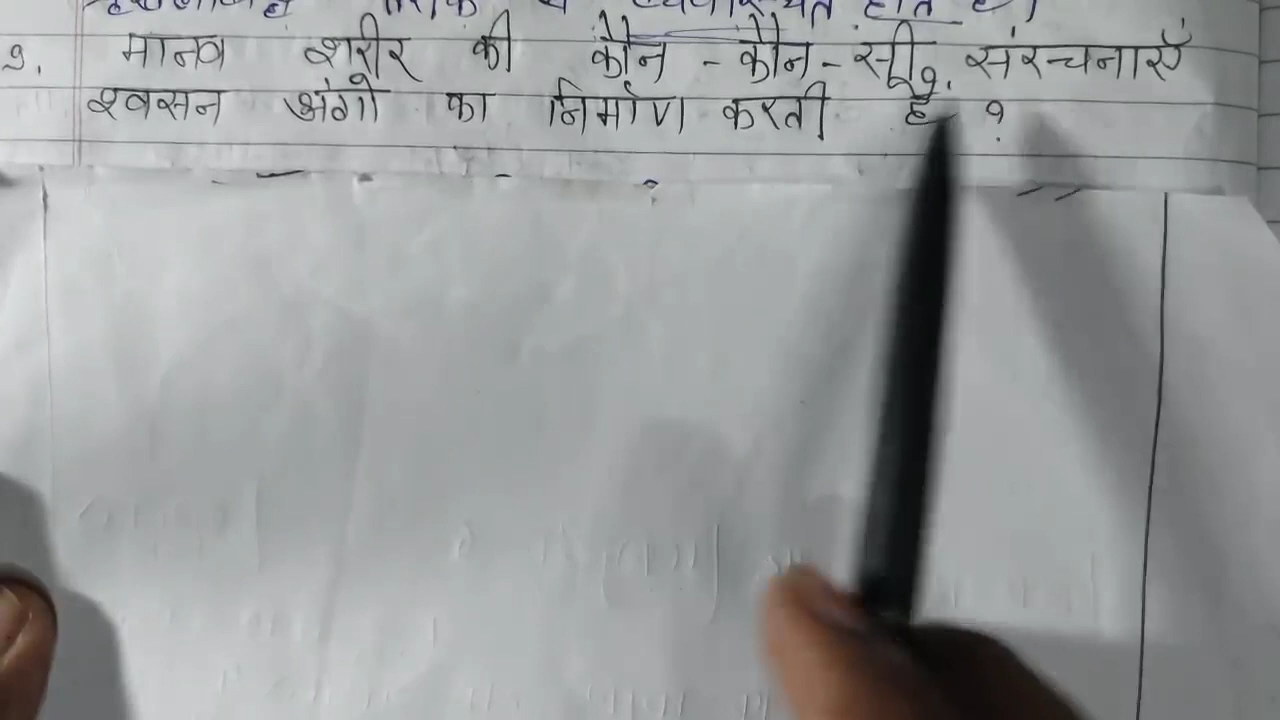 होते है।
9. मानव शरीर की कौन - कौन - सी संरचनाएँ
श्वसन अंगों का निर्माण करती है ?